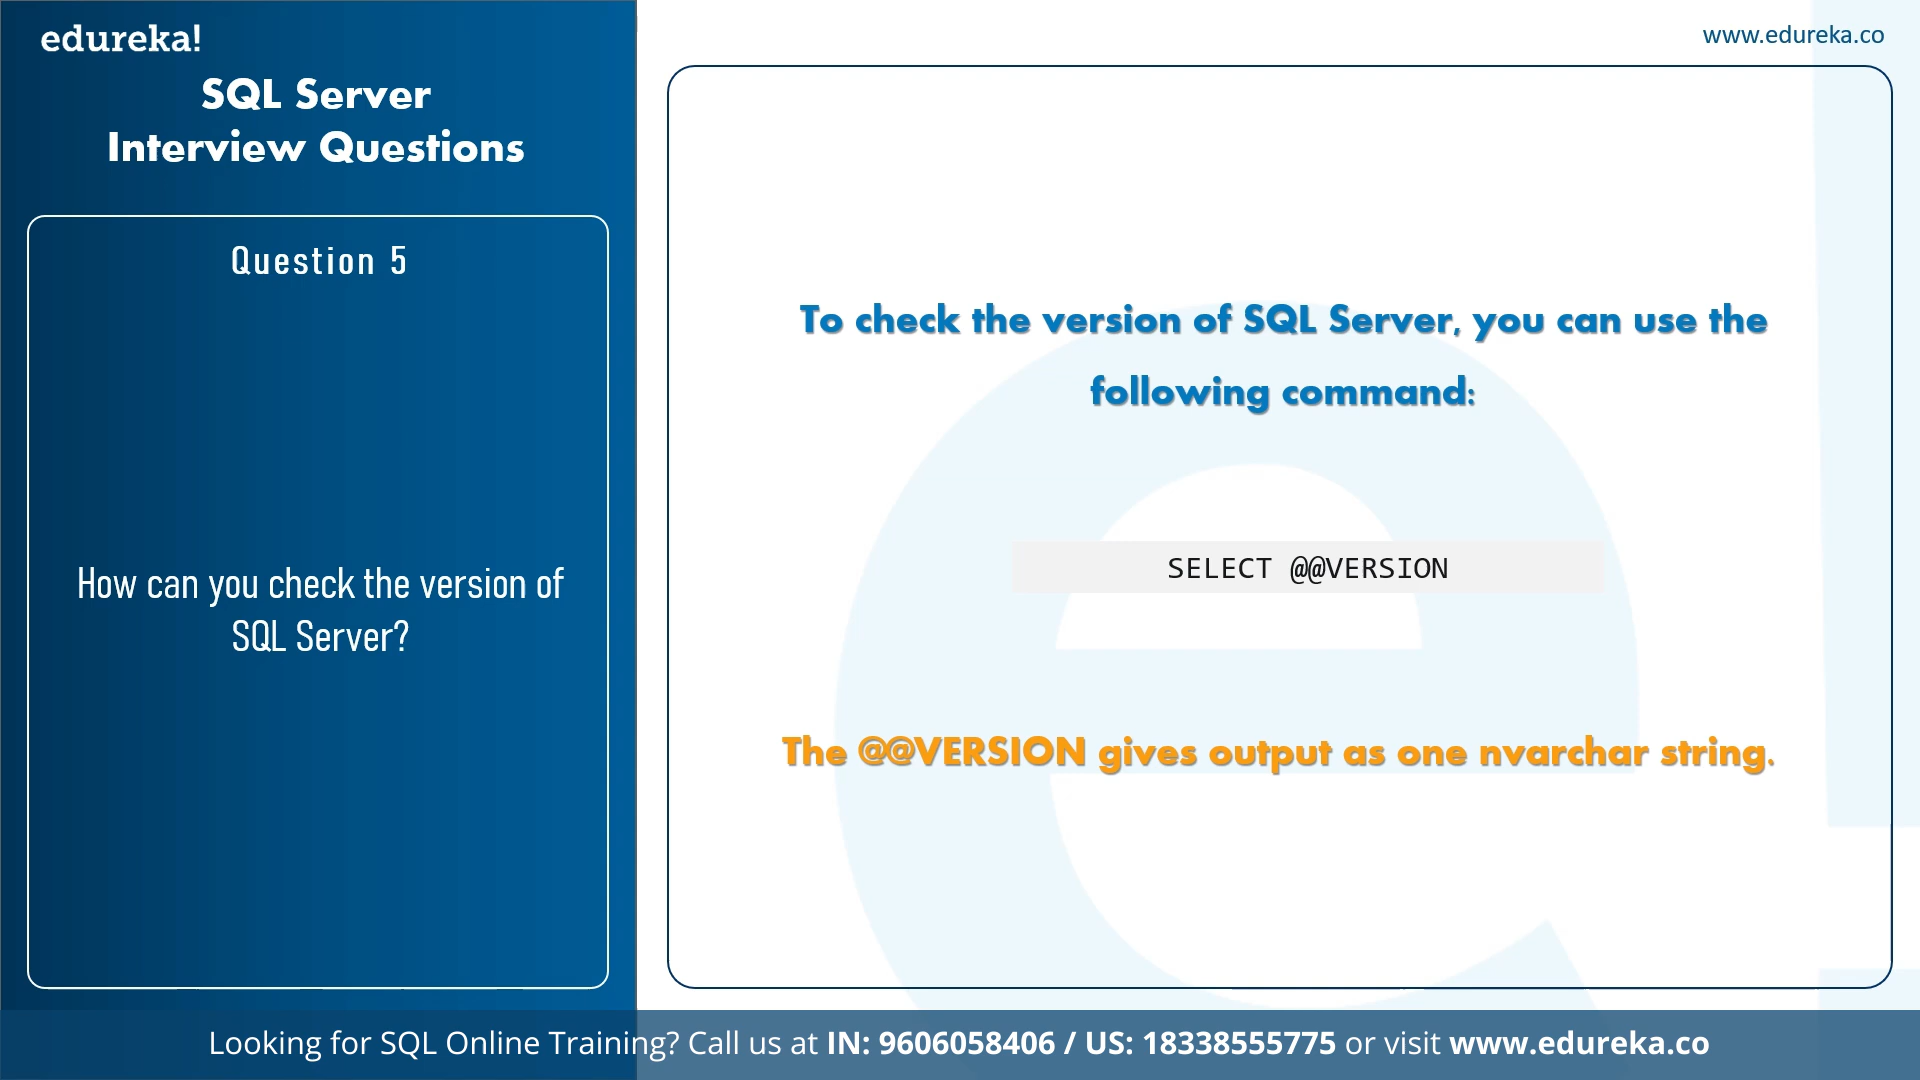 edureka!
SQL Server
Interview Questions
Question 5
How can you check the version of
SQL Server?
www.edureka.co
To check the version of SQL Server, you can use the
following command:
SELECT @@VERSION
The @@VERSION gives output as one nvarchar string.
Looking for SQL Online Training? Call us at IN: 9606058406 / US: 18338555775 or visit www.edureka.co